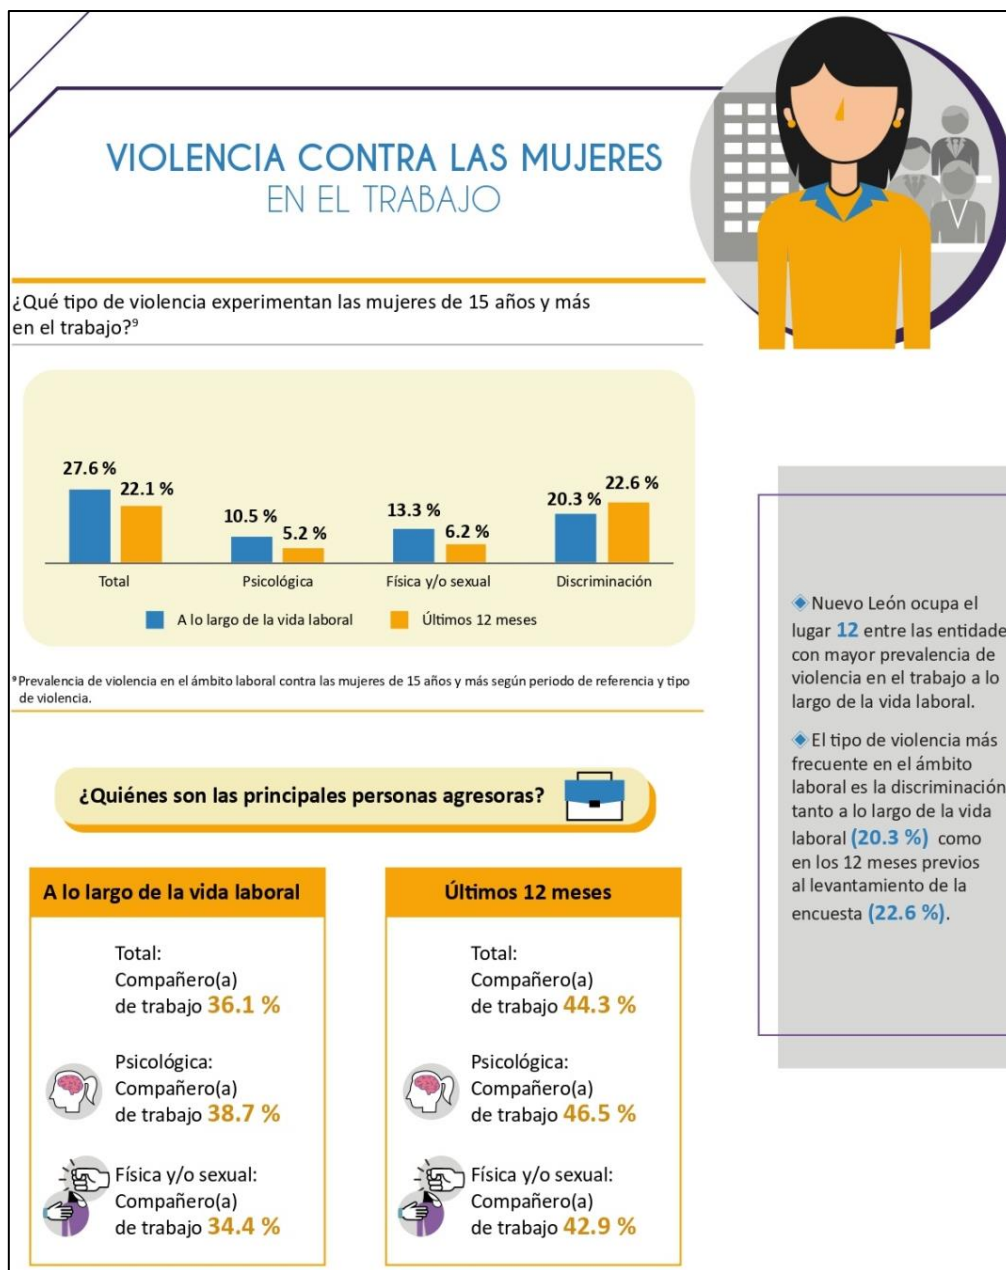 VIOLENCIA CONTRA LAS MUJERES
EN EL TRABAJO
¿Qué tipo de violencia experimentan las mujeres de 15 años y más
en el trabajo?⁹
27.6 %
22.1 %
10.5 %
5.2 %
13.3 %
6.2 %
20.3 %
22.6 %
Total
Psicológica
Física y/o sexual
Discriminación
A lo largo de la vida laboral
Últimos 12 meses
⁹ Prevalencia de violencia en el ámbito laboral contra las mujeres de 15 años y más según periodo de referencia y tipo
de violencia.
¿Quiénes son las principales personas agresoras?
A lo largo de la vida laboral
Total:
Compañero(a)
de trabajo 36.1 %
Psicológica:
Compañero(a)
de trabajo 38.7 %
Física y/o sexual:
Compañero(a)
de trabajo 34.4 %
Últimos 12 meses
Total:
Compañero(a)
de trabajo 44.3 %
Psicológica:
Compañero(a)
de trabajo 46.5 %
Física y/o sexual:
Compañero(a)
de trabajo 42.9 %
Nuevo León ocupa el
lugar 12 entre las entidade
con mayor prevalencia de
violencia en el trabajo a lo
largo de la vida laboral.
El tipo de violencia más
frecuente en el ámbito
laboral es la discriminación
tanto a lo largo de la vida
laboral (20.3 %) como
en los 12 meses previos
al levantamiento de la
encuesta (22.6 %).